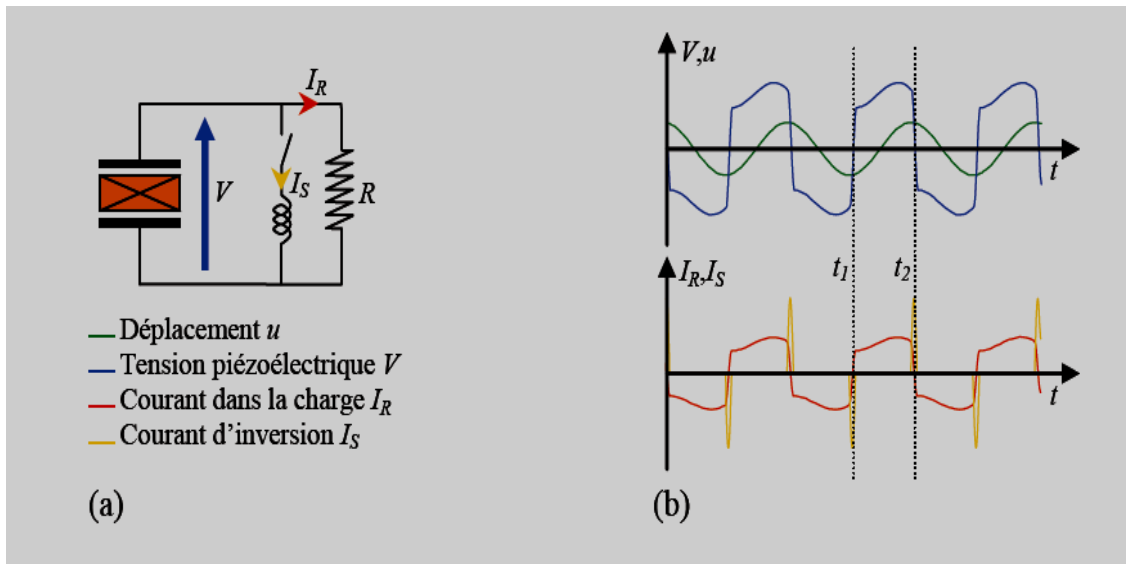 I_R
V
I_S
R
Déplacement u
Tension piézoélectrique V
Courant dans la charge I_R
Courant d’inversion I_S
(a)
V,u
t
t_1
t_2
I_R,I_S
t
(b)